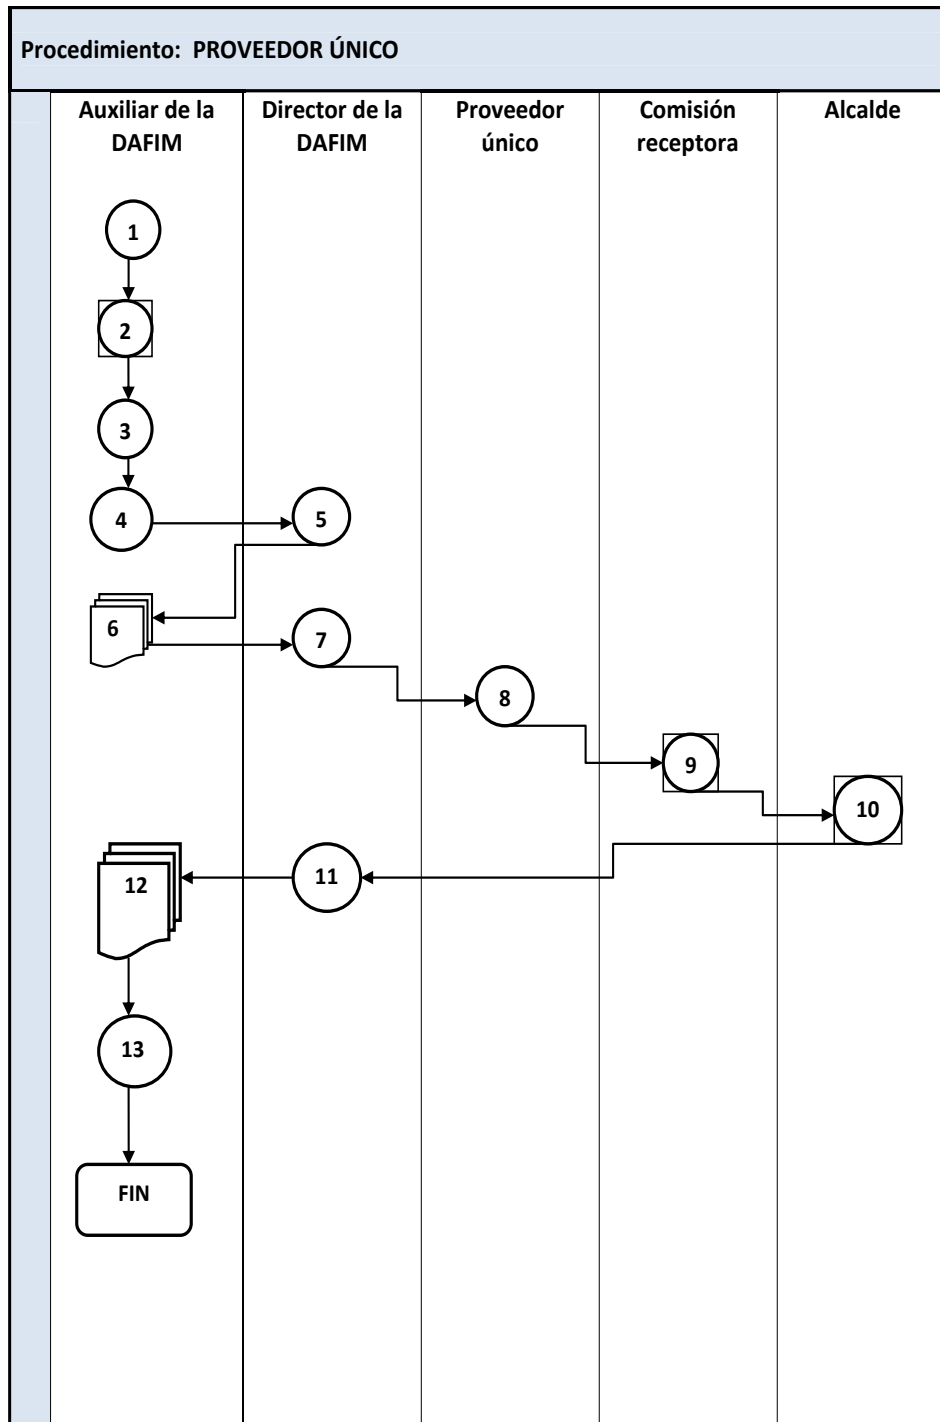 Procedimiento: PROVEEDOR ÚNICO
Auxiliar de la
DAFIM
Director de la
DAFIM
Proveedor
único
Comisión
receptora
Alcalde
1
2
3
4
5
6
7
8
9
10
11
12
13
FIN